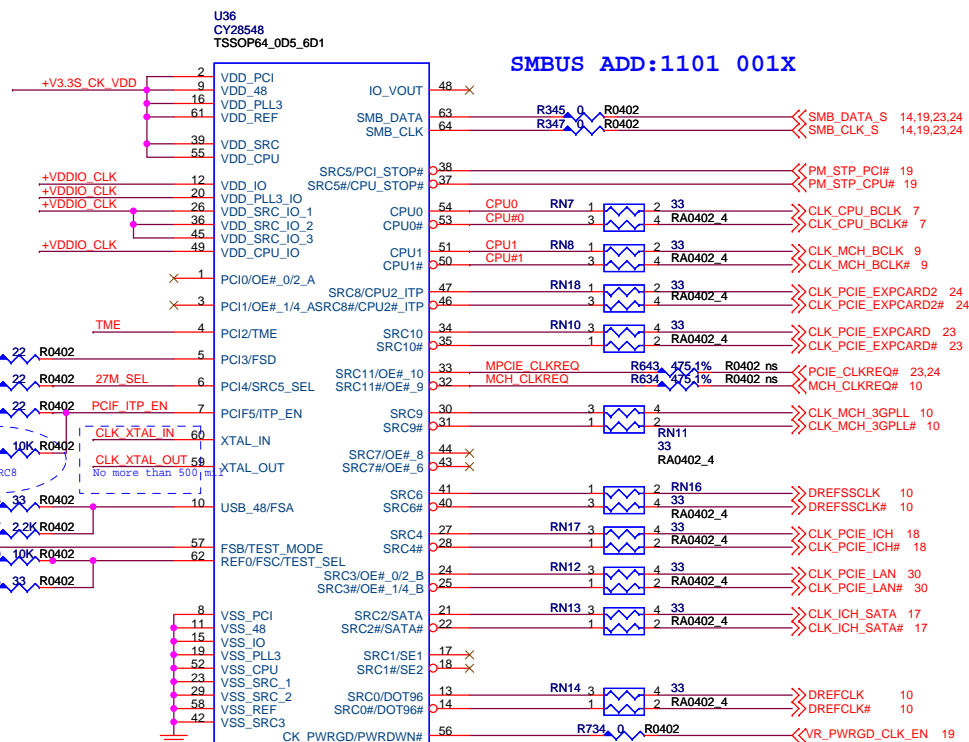 U36
CY28548
TSSOP64_0D5_6D1
SMBUS ADD:1101 001X
+V3.3S_CK_VDD
2 VDD_PCI
9 VDD_48
16 VDD_PLL3
61 VDD_REF
39 VDD_SRC
55 VDD_CPU
+VDDIO_CLK 12 VDD_IO
+VDDIO_CLK 20 VDD_PLL3_IO
+VDDIO_CLK 26 VDD_SRC_IO_1
36 VDD_SRC_IO_2
45 VDD_SRC_IO_3
+VDDIO_CLK 49 VDD_CPU_IO
1 PCI0/OE#_0/2_A
3 PCI1/OE#_1/4_A
TME 4 PCI2/TME
22 R0402 5 PCI3/FSD
22 R0402 27M_SEL 6 PCI4/SRC5_SEL
22 R0402 PCIF_ITP_EN 7 PCIF5/ITP_EN
10K R0402
CLK_XTAL_IN 60 XTAL_IN
CLK_XTAL_OUT 59 XTAL_OUT
RC8 No more than 500 mil
33 R0402 10 USB_48/FSA
2.2K R0402
57 FSB/TEST_MODE
10K R0402 62 REF0/FSC/TEST_SEL
33 R0402
8 VSS_PCI
11 VSS_48
15 VSS_IO
19 VSS_PLL3
52 VSS_CPU
23 VSS_SRC_1
29 VSS_SRC_2
58 VSS_REF
42 VSS_SRC3
IO_VOUT 48
SMB_DATA 63 R345 0 R0402 SMB_DATA_S 14,19,23,24
SMB_CLK 64 R347 0 R0402 SMB_CLK_S 14,19,23,24
SRC5/PCI_STOP# 38 PM_STP_PCI# 19
SRC5#/CPU_STOP# 37 PM_STP_CPU# 19
CPU0 54 CPU0 RN7 1 2 33 CLK_CPU_BCLK 7
CPU0# 53 CPU#0 3 4 RA0402_4 CLK_CPU_BCLK# 7
CPU1 51 CPU1 RN8 1 2 33 CLK_MCH_BCLK 9
CPU1# 50 CPU#1 3 4 RA0402_4 CLK_MCH_BCLK# 9
SRC8/CPU2_ITP 47 RN18 1 2 33 CLK_PCIE_EXPCARD2 24
SRC8#/CPU2#_ITP 46 3 4 RA0402_4 CLK_PCIE_EXPCARD2# 24
SRC10 34 RN10 3 4 33 CLK_PCIE_EXPCARD 23
SRC10# 35 1 2 RA0402_4 CLK_PCIE_EXPCARD# 23
SRC11/OE#_10 33 MPCIE_CLKREQ R643 475,1% R0402 ns PCIE_CLKREQ# 23,24
SRC11#/OE#_9 32 MCH_CLKREQ R634 475,1% R0402 ns MCH_CLKREQ# 10
SRC9 30 3 4 CLK_MCH_3GPLL 10
SRC9# 31 1 2 CLK_MCH_3GPLL# 10
RN11
33
RA0402_4
SRC7/OE#_8 44
SRC7#/OE#_6 43
SRC6 41 1 2 RN16 DREFSSCLK 10
SRC6# 40 3 4 33 DREFSSCLK# 10
RA0402_4
SRC4 27 RN17 3 4 33 CLK_PCIE_ICH 18
SRC4# 28 1 2 RA0402_4 CLK_PCIE_ICH# 18
SRC3/OE#_0/2_B 24 RN12 3 4 33 CLK_PCIE_LAN 30
SRC3#/OE#_1/4_B 25 1 2 RA0402_4 CLK_PCIE_LAN# 30
SRC2/SATA 21 RN13 3 4 33 CLK_ICH_SATA 17
SRC2#/SATA# 22 1 2 RA0402_4 CLK_ICH_SATA# 17
SRC1/SE1 17
SRC1#/SE2 18
SRC0/DOT96 13 RN14 3 4 33 DREFCLK 10
SRC0#/DOT96# 14 1 2 RA0402_4 DREFCLK# 10
CK_PWRGD/PWRDWN# 56 R734 0 R0402 VR_PWRGD_CLK_EN 19